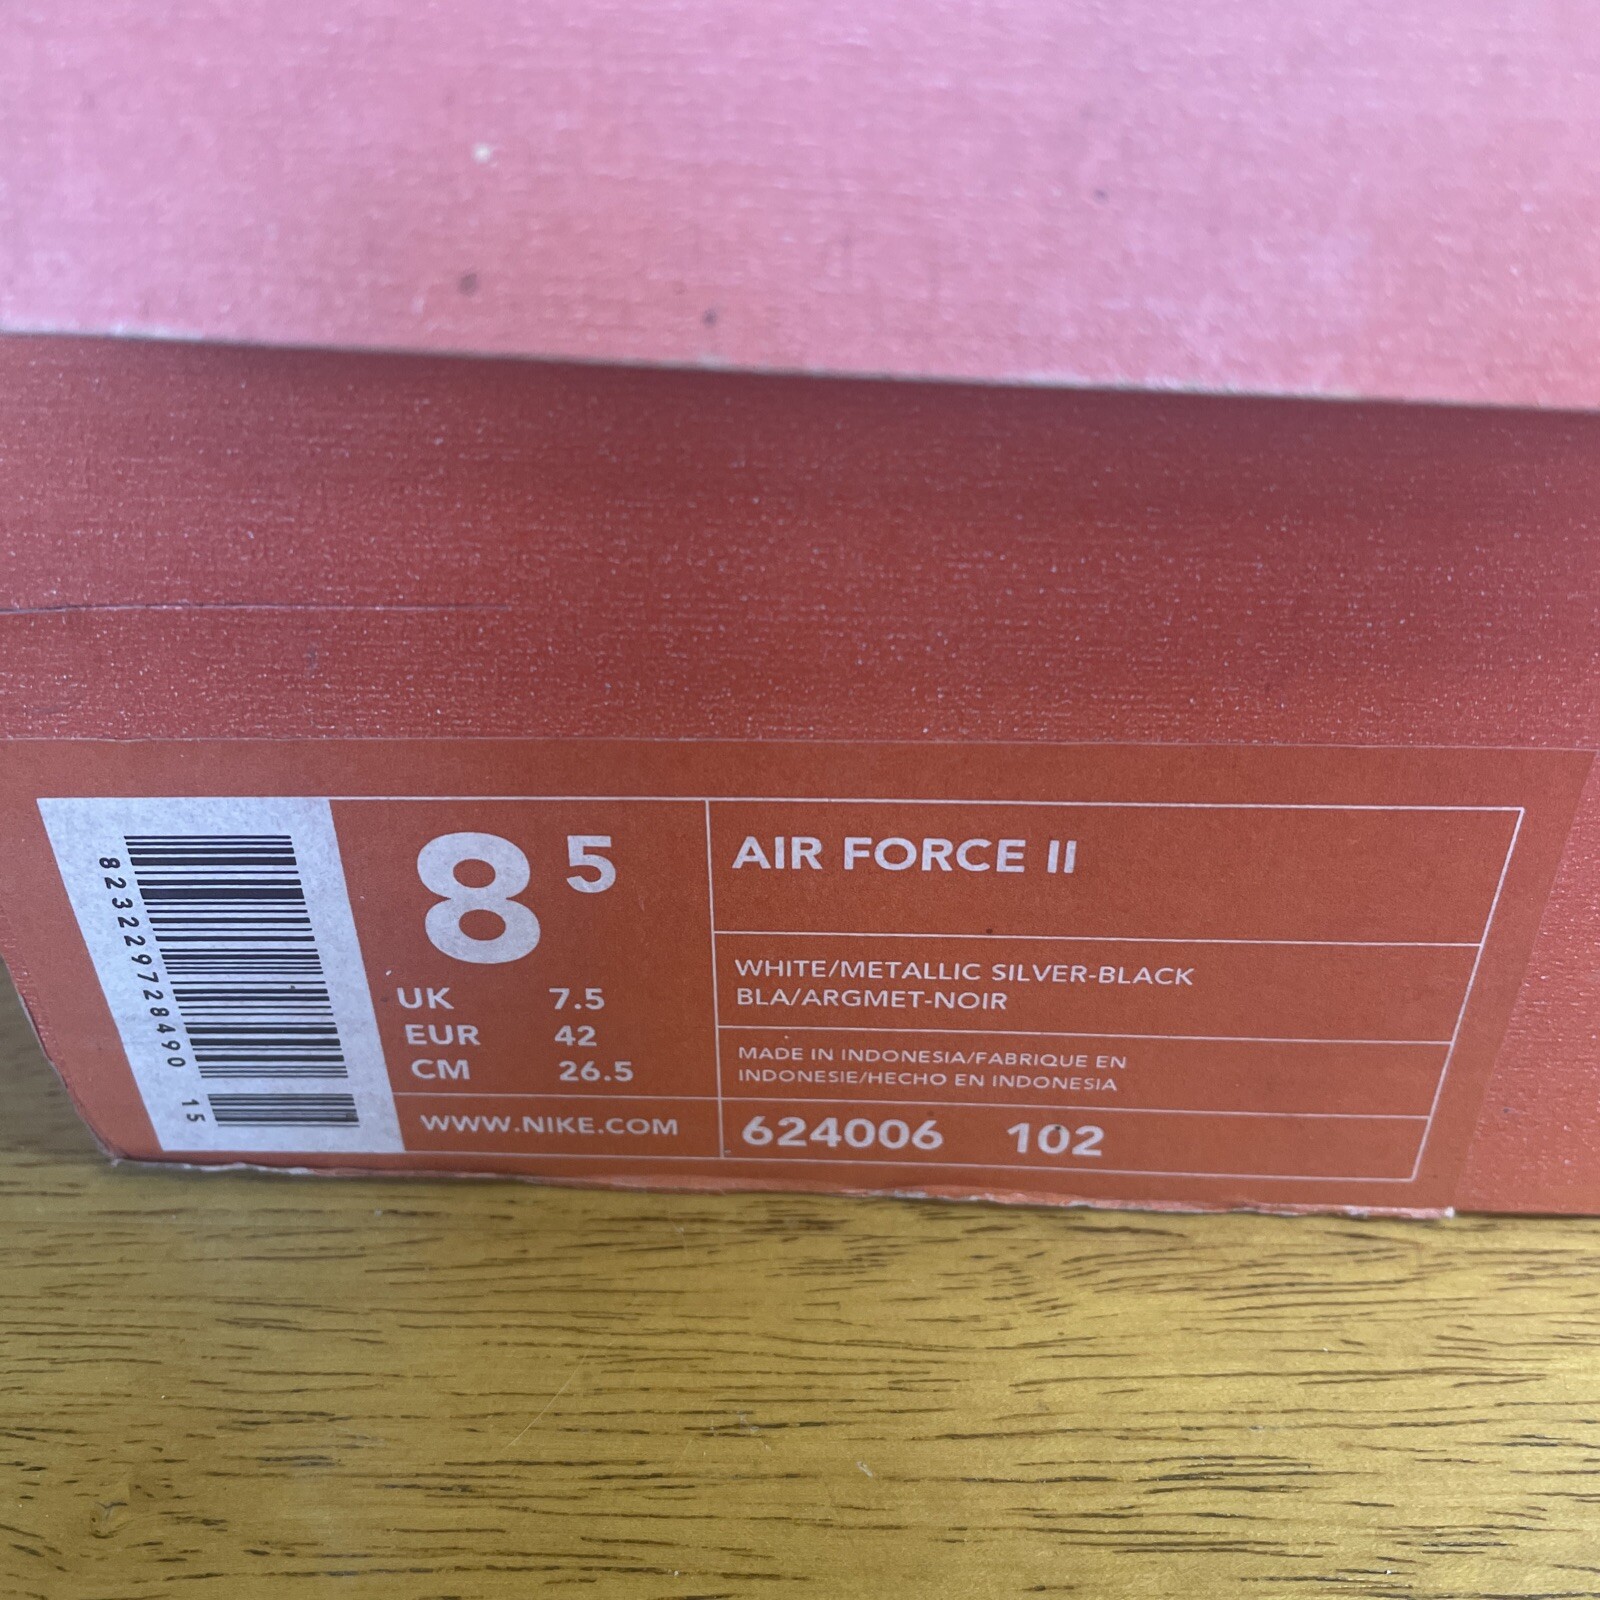 8 5
UK 7.5
EUR 42
CM 26.5
WWW.NIKE.COM
AIR FORCE II
WHITE/METALLIC SILVER-BLACK
BLA/ARGMET-NOIR
MADE IN INDONESIA/FABRIQUE EN
INDONESIE/HECHO EN INDONESIA
624006 102
823229728490 15